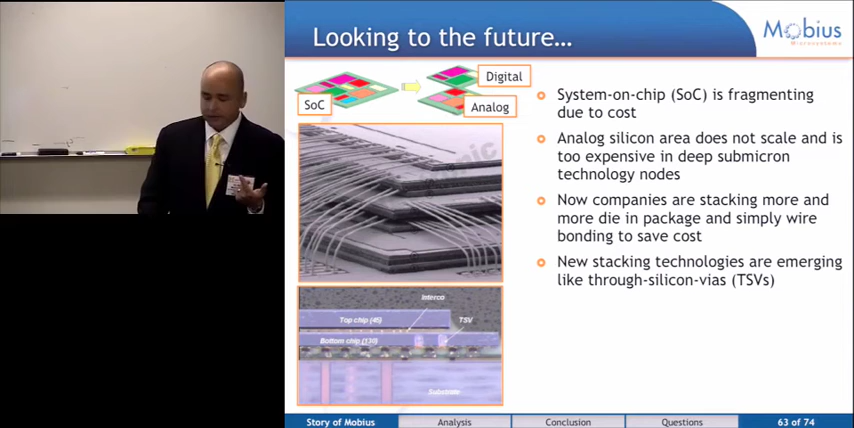 Looking to the future…
Mobius
Microsystems
SoC
Digital
Analog
System-on-chip (SoC) is fragmenting
due to cost
Analog silicon area does not scale and is
too expensive in deep submicron
technology nodes
Now companies are stacking more and
more die in package and simply wire
bonding to save cost
New stacking technologies are emerging
like through-silicon-vias (TSVs)
Interco
Top chip (45)
TSV
Bottom chip (130)
Substrate
Story of Mobius
Analysis
Conclusion
Questions
63 of 74